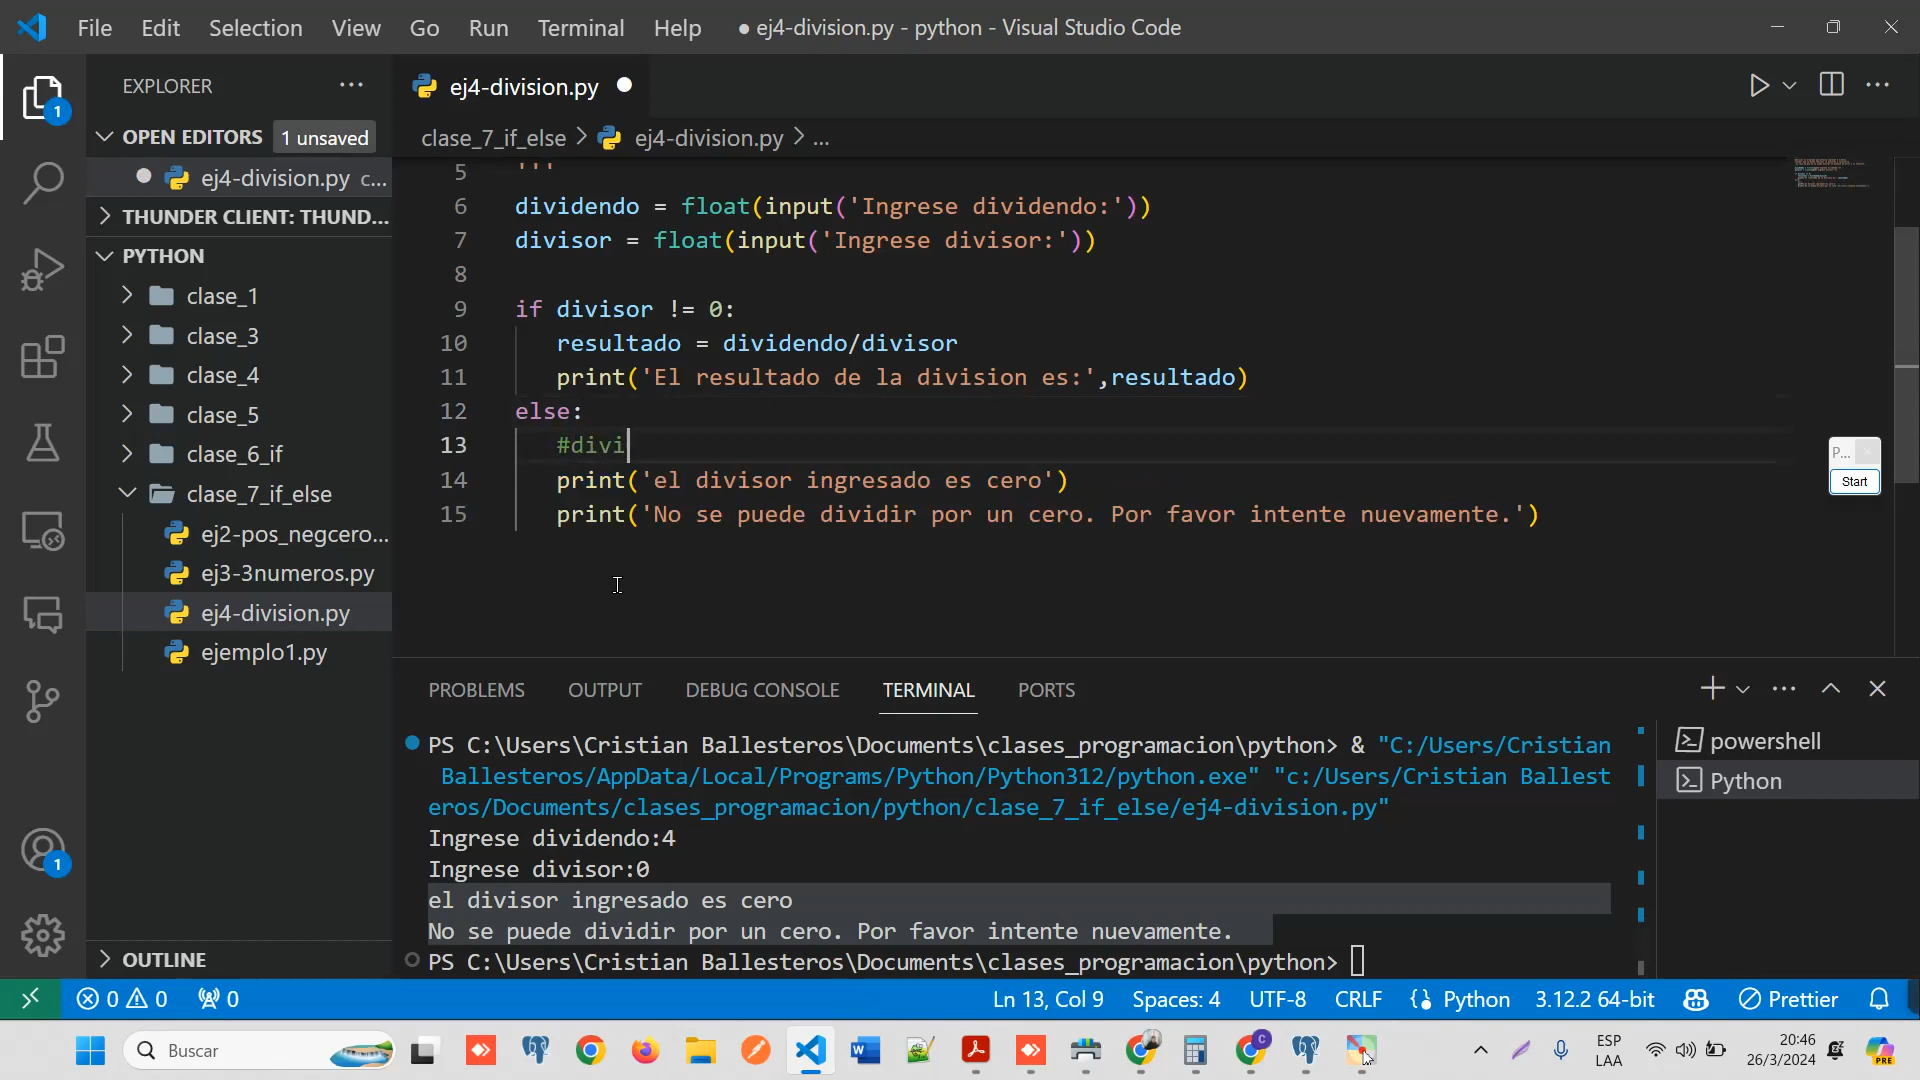 File Edit Selection View Go Run Terminal Help ● ej4-division.py - python - Visual Studio Code
EXPLORER
ej4-division.py
OPEN EDITORS 1 unsaved
ej4-division.py c...
THUNDER CLIENT: THUND...
PYTHON
clase_1
clase_3
clase_4
clase_5
clase_6_if
clase_7_if_else
ej2-pos_negcero...
ej3-3numeros.py
ej4-division.py
ejemplo1.py
OUTLINE
1
1
clase_7_if_else > ej4-division.py > ...
5 '''
6 dividendo = float(input('Ingrese dividendo:'))
7 divisor = float(input('Ingrese divisor:'))
8
9 if divisor != 0:
10 resultado = dividendo/divisor
11 print('El resultado de la division es:',resultado)
12 else:
13 #divi
14 print('el divisor ingresado es cero')
15 print('No se puede dividir por un cero. Por favor intente nuevamente.')
P...
Start
PROBLEMS OUTPUT DEBUG CONSOLE TERMINAL PORTS
PS C:\Users\Cristian Ballesteros\Documents\clases_programacion\python> & "C:/Users/Cristian
Ballesteros/AppData/Local/Programs/Python/Python312/python.exe" "c:/Users/Cristian Ballest
eros/Documents/clases_programacion/python/clase_7_if_else/ej4-division.py"
Ingrese dividendo:4
Ingrese divisor:0
el divisor ingresado es cero
No se puede dividir por un cero. Por favor intente nuevamente.
PS C:\Users\Cristian Ballesteros\Documents\clases_programacion\python>
powershell
Python
0 0 0 Ln 13, Col 9 Spaces: 4 UTF-8 CRLF Python 3.12.2 64-bit Prettier
Buscar
ESP
LAA
20:46
26/3/2024
PRE